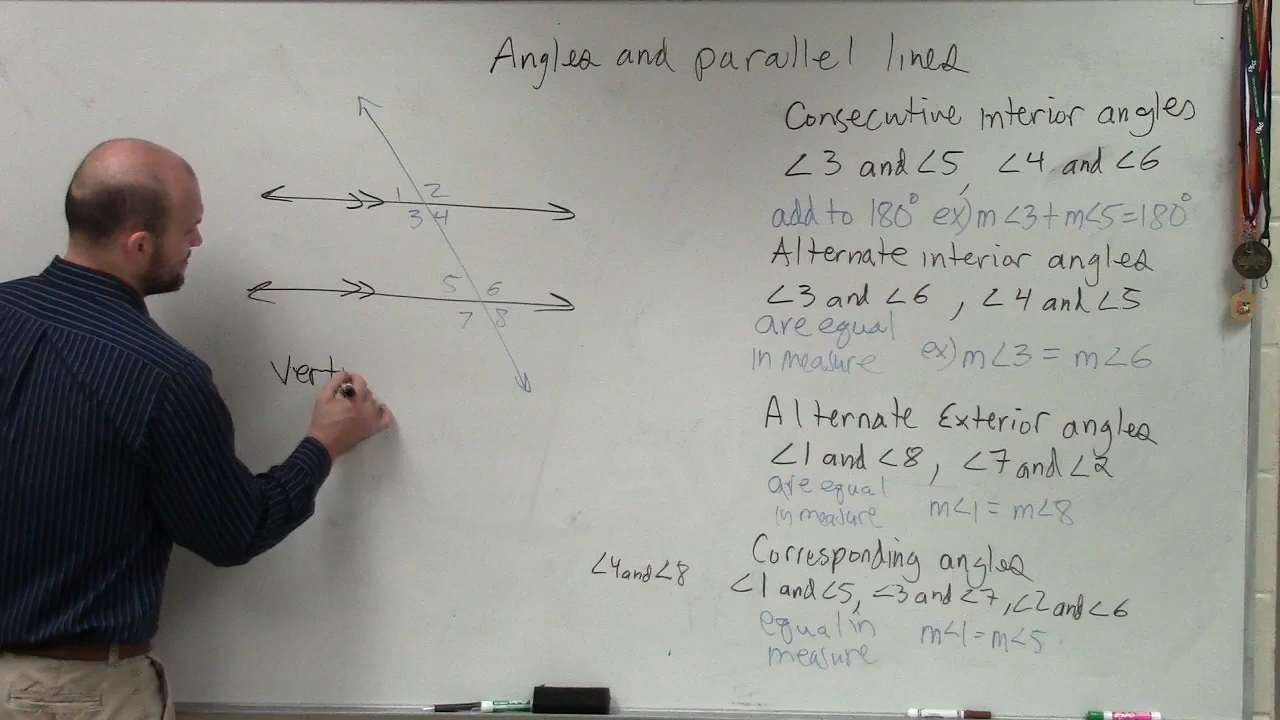 Angles and parallel lines
1 2
3 4
5 6
7 8
Vert
Consecutive interior angles
∠3 and ∠5, ∠4 and ∠6
add to 180° ex) m∠3 + m∠5 = 180°
Alternate interior angles
∠3 and ∠6 , ∠4 and ∠5
are equal
in measure ex) m∠3 = m∠6
Alternate Exterior angles
∠1 and ∠8, ∠7 and ∠2
are equal
in measure m∠1 = m∠8
Corresponding angles
∠4 and ∠8 ∠1 and ∠5, ∠3 and ∠7, ∠2 and ∠6
equal in
measure m∠1 = m∠5